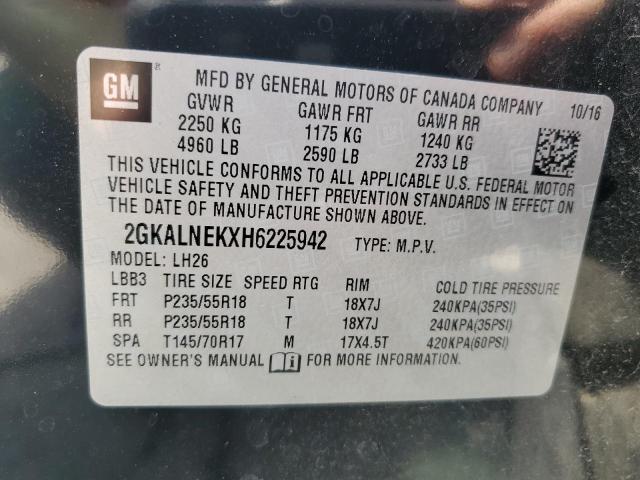 GM ®
MFD BY GENERAL MOTORS OF CANADA COMPANY 10/16
GVWR GAWR FRT GAWR RR
2250 KG 1175 KG 1240 KG
4960 LB 2590 LB 2733 LB
THIS VEHICLE CONFORMS TO ALL APPLICABLE U.S. FEDERAL MOTOR
VEHICLE SAFETY AND THEFT PREVENTION STANDARDS IN EFFECT ON
THE DATE OF MANUFACTURE SHOWN ABOVE.
2GKALNEKXH6225942 TYPE: M.P.V.
MODEL: LH26
LBB3 TIRE SIZE SPEED RTG RIM COLD TIRE PRESSURE
FRT P235/55R18 T 18X7J 240KPA(35PSI)
RR P235/55R18 T 18X7J 240KPA(35PSI)
SPA T145/70R17 M 17X4.5T 420KPA(60PSI)
SEE OWNER'S MANUAL i FOR MORE INFORMATION.